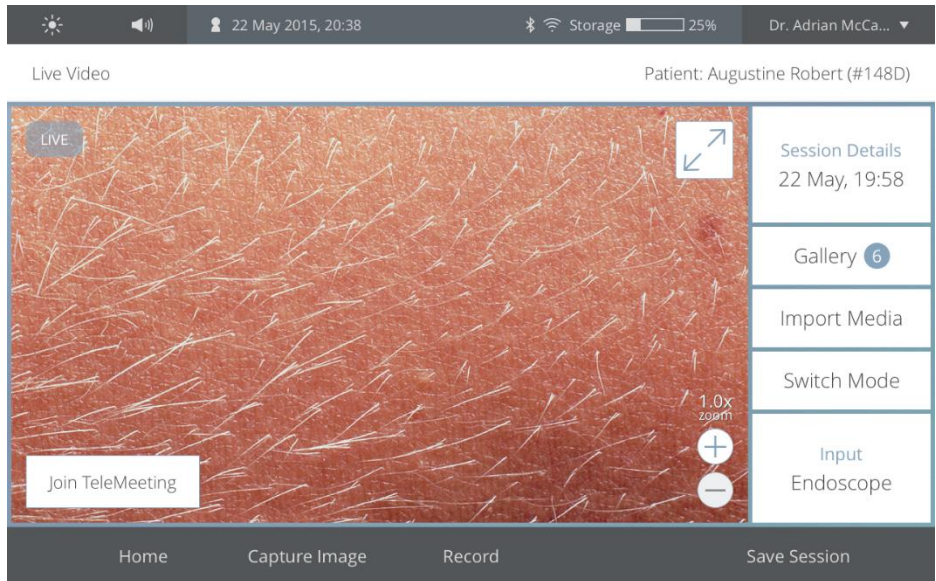 22 May 2015, 20:38
Storage 25%
Dr. Adrian McCa...
Live Video
Patient: Augustine Robert (#148D)
LIVE
Session Details
22 May, 19:58
Gallery 6
Import Media
Switch Mode
1.0x
zoom
Input
Endoscope
Join TeleMeeting
Home Capture Image Record Save Session